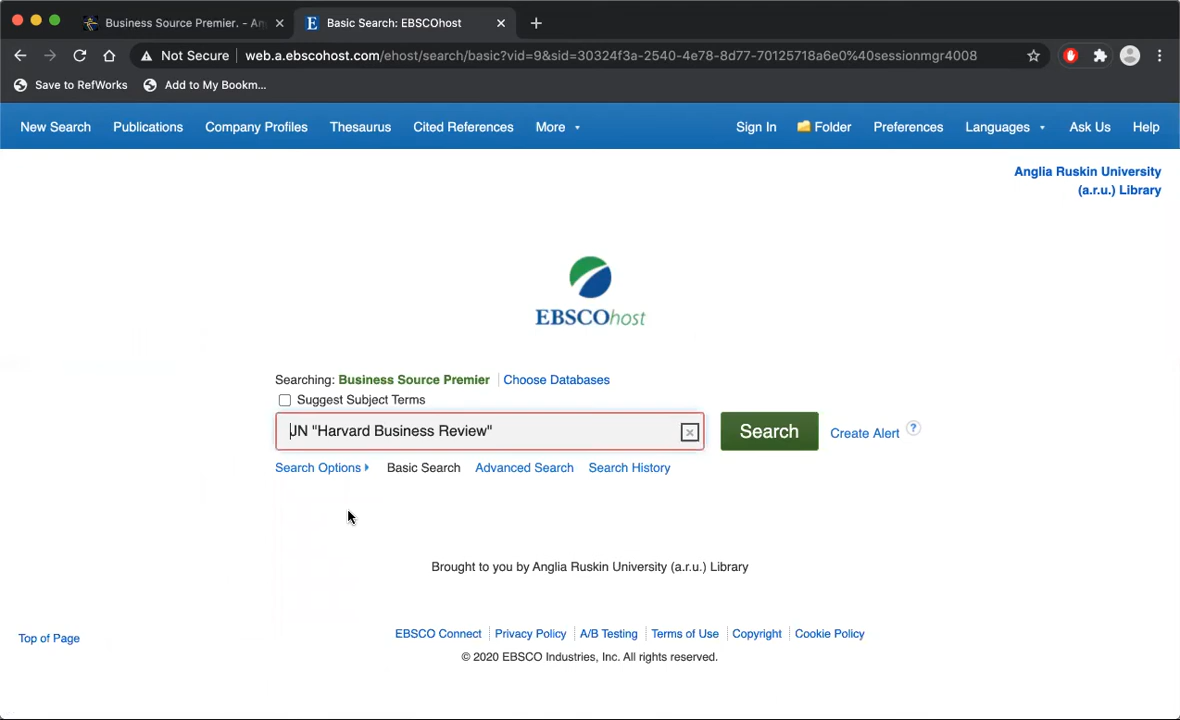 Business Source Premier. - An
Basic Search: EBSCOhost
Not Secure
web.a.ebscohost.com/ehost/search/basic?vid=9&sid=30324f3a-2540-4e78-8d77-70125718a6e0%40sessionmgr4008
Save to RefWorks
Add to My Bookm...
New Search Publications Company Profiles Thesaurus Cited References More Sign In Folder Preferences Languages Ask Us Help
Anglia Ruskin University
(a.r.u.) Library
EBSCOhost
Searching: Business Source Premier Choose Databases
Suggest Subject Terms
JN "Harvard Business Review"
Search
Create Alert ?
Search Options Basic Search Advanced Search Search History
Brought to you by Anglia Ruskin University (a.r.u.) Library
Top of Page
EBSCO Connect Privacy Policy A/B Testing Terms of Use Copyright Cookie Policy
© 2020 EBSCO Industries, Inc. All rights reserved.